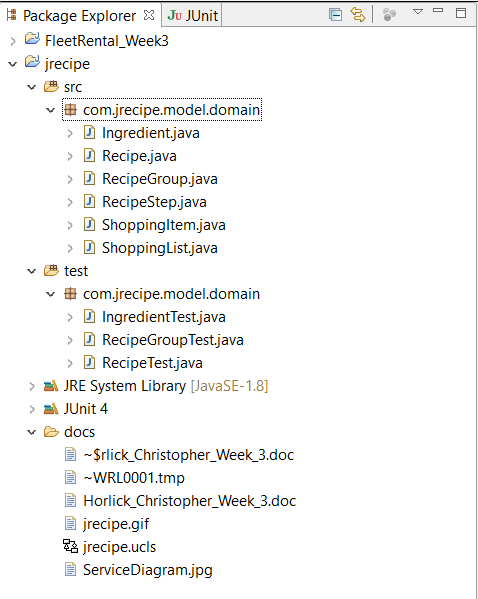 Package Explorer JUnit
FleetRental_Week3
jrecipe
src
com.jrecipe.model.domain
Ingredient.java
Recipe.java
RecipeGroup.java
RecipeStep.java
ShoppingItem.java
ShoppingList.java
test
com.jrecipe.model.domain
IngredientTest.java
RecipeGroupTest.java
RecipeTest.java
JRE System Library [JavaSE-1.8]
JUnit 4
docs
~$rlick_Christopher_Week_3.doc
~WRL0001.tmp
Horlick_Christopher_Week_3.doc
jrecipe.gif
jrecipe.ucls
ServiceDiagram.jpg